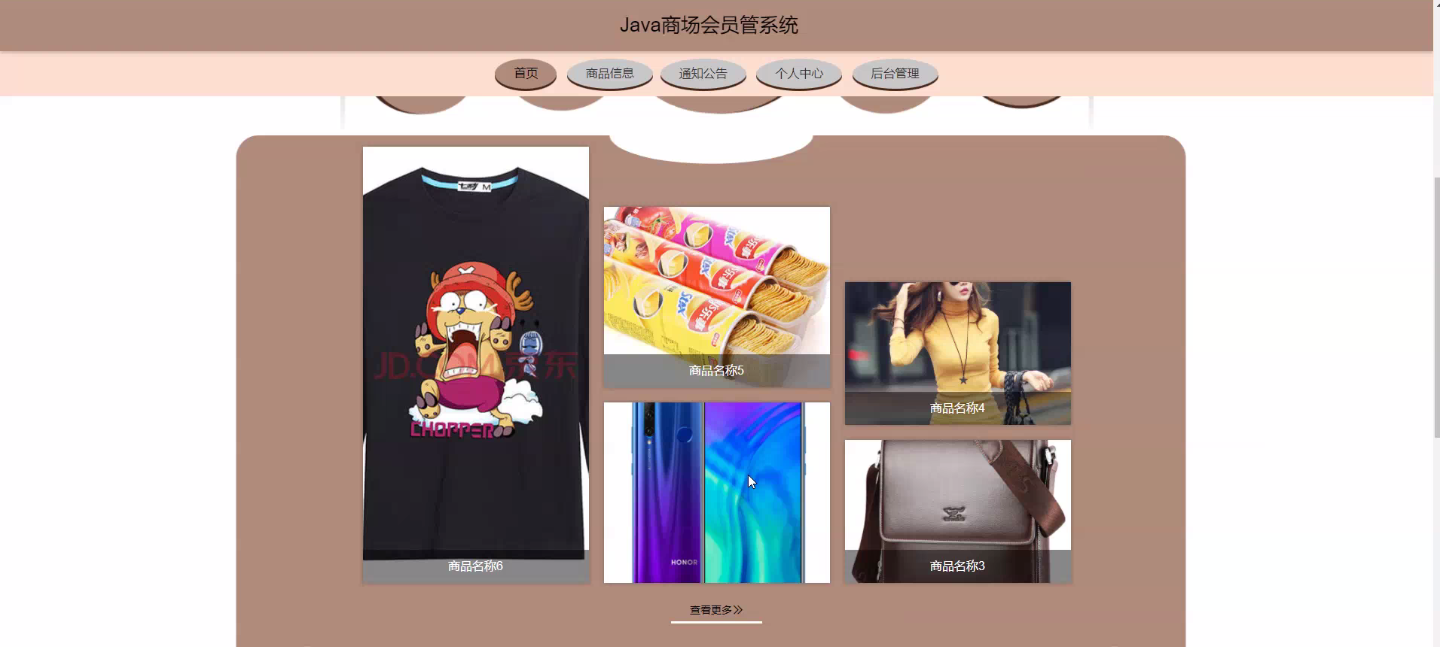 Java商场会员管系统
首页
商品信息
通知公告
个人中心
后台管理
M
JD.COM 京东
CHOPPER
商品名称6
商品名称5
HONOR
商品名称4
商品名称3
查看更多